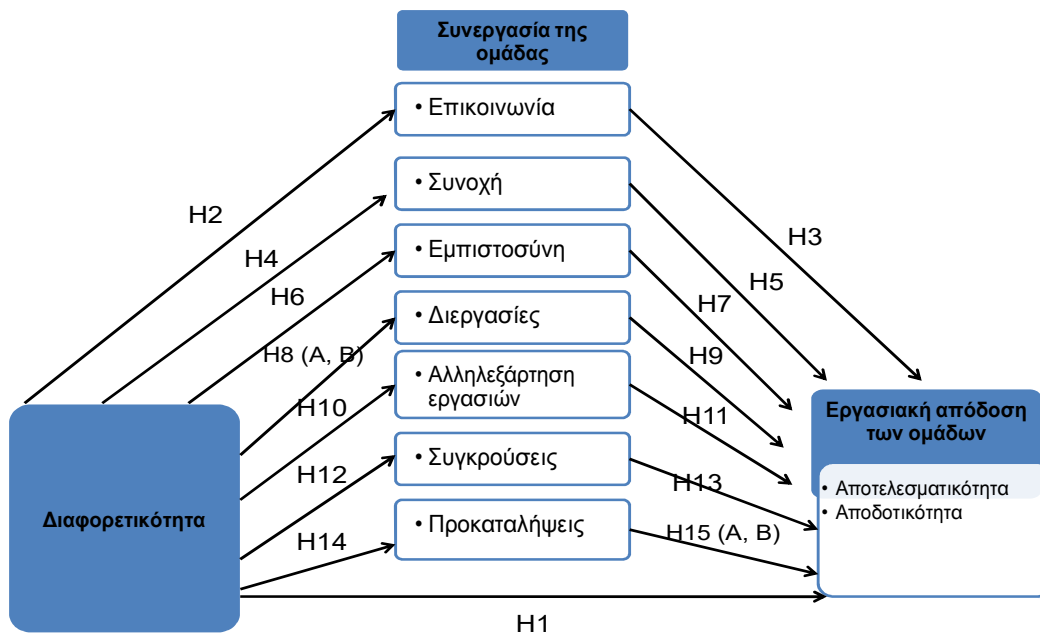 Συνεργασία της
ομάδας
• Επικοινωνία
• Συνοχή
• Εμπιστοσύνη
• Διεργασίες
• Αλληλεξάρτηση
εργασιών
• Συγκρούσεις
• Προκαταλήψεις
H2
H4
H6
H8 (A, B)
H10
H12
H14
H3
H5
H7
H9
H11
H13
H15 (A, B)
H1
Διαφορετικότητα
Εργασιακή απόδοση
των ομάδων
• Αποτελεσματικότητα
• Αποδοτικότητα